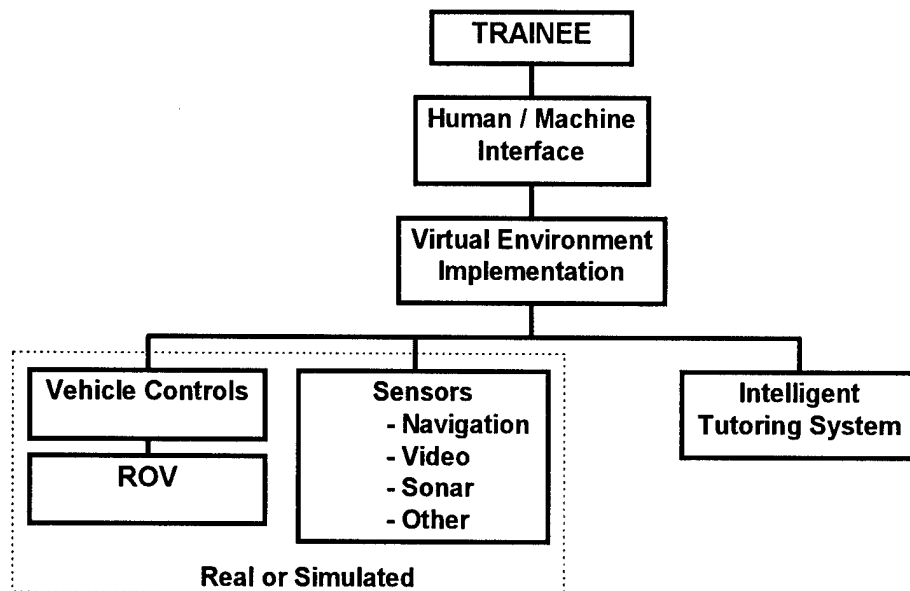 TRAINEE
Human / Machine
Interface
Virtual Environment
Implementation
Vehicle Controls
ROV
Sensors
- Navigation
- Video
- Sonar
- Other
Intelligent
Tutoring System
Real or Simulated